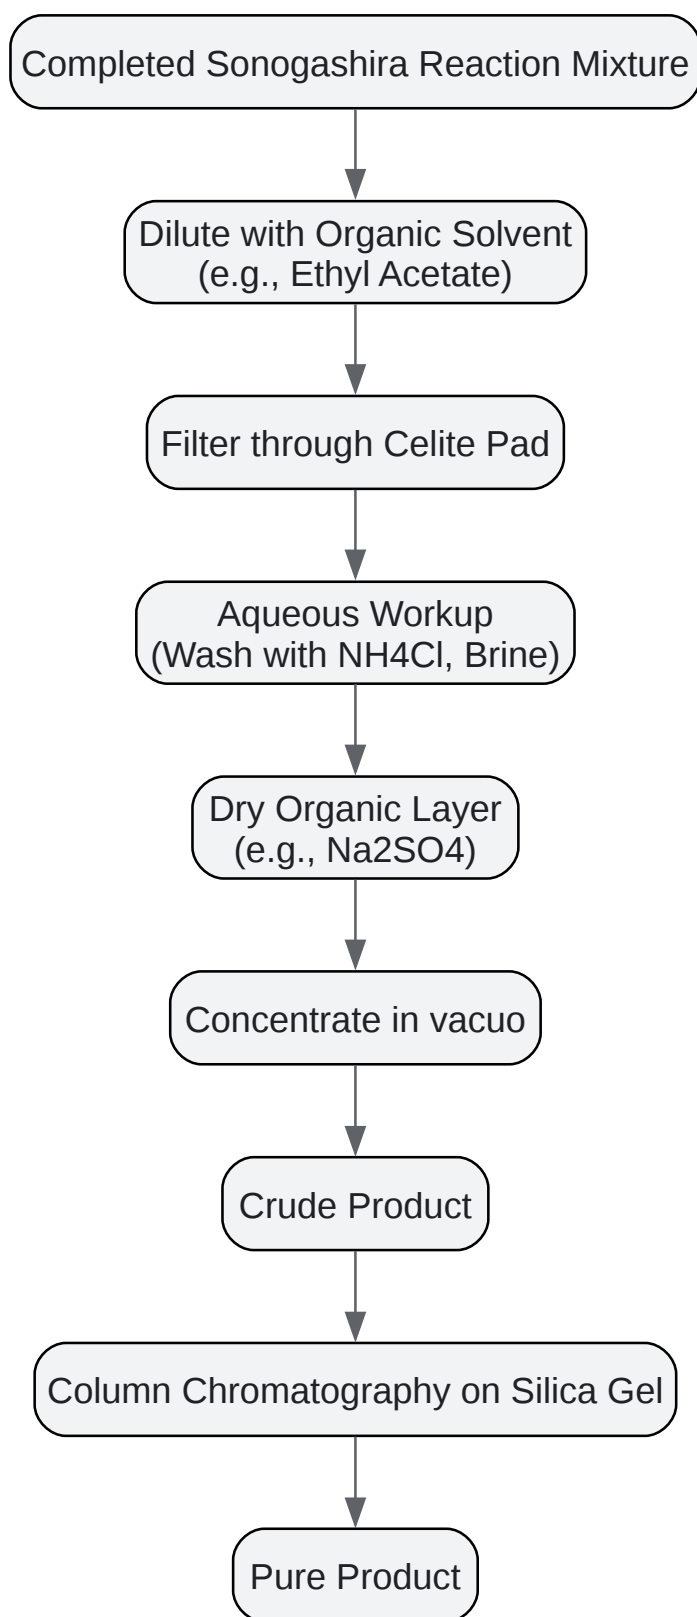 Completed Sonogashira Reaction Mixture
Dilute with Organic Solvent
(e.g., Ethyl Acetate)
Filter through Celite Pad
Aqueous Workup
(Wash with NH4Cl, Brine)
Dry Organic Layer
(e.g., Na2SO4)
Concentrate in vacuo
Crude Product
Column Chromatography on Silica Gel
Pure Product